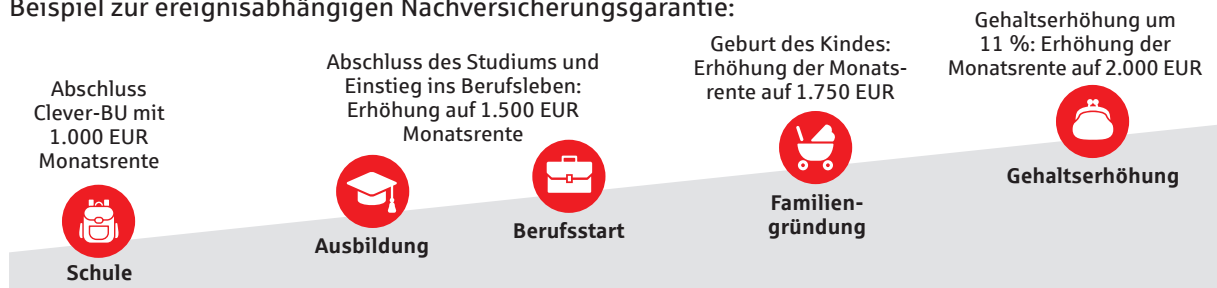 Beispiel zur ereignisabhängigen Nachversicherungsgarantie:
Abschluss
Clever-BU mit
1.000 EUR
Monatsrente
Schule
Abschluss des Studiums und
Einstieg ins Berufsleben:
Erhöhung auf 1.500 EUR
Monatsrente
Ausbildung
Berufsstart
Geburt des Kindes:
Erhöhung der Monats-
rente auf 1.750 EUR
Familien-
gründung
Gehaltserhöhung um
11 %: Erhöhung der
Monatsrente auf 2.000 EUR
Gehaltserhöhung